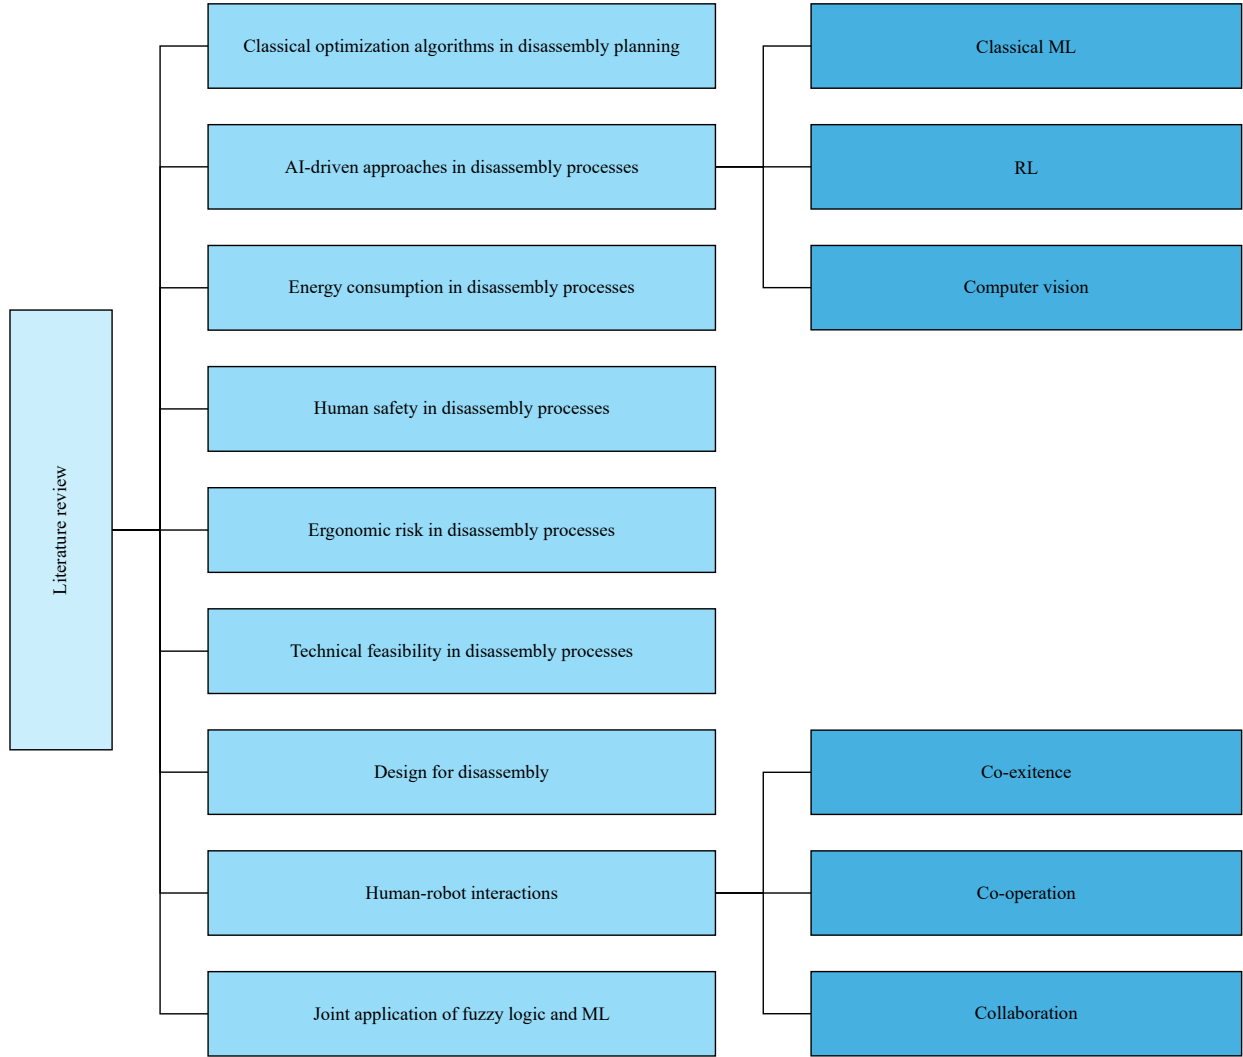 Literature review
Classical optimization algorithms in disassembly planning
AI-driven approaches in disassembly processes
Classical ML
RL
Computer vision
Energy consumption in disassembly processes
Human safety in disassembly processes
Ergonomic risk in disassembly processes
Technical feasibility in disassembly processes
Design for disassembly
Human-robot interactions
Co-exitence
Co-operation
Collaboration
Joint application of fuzzy logic and ML